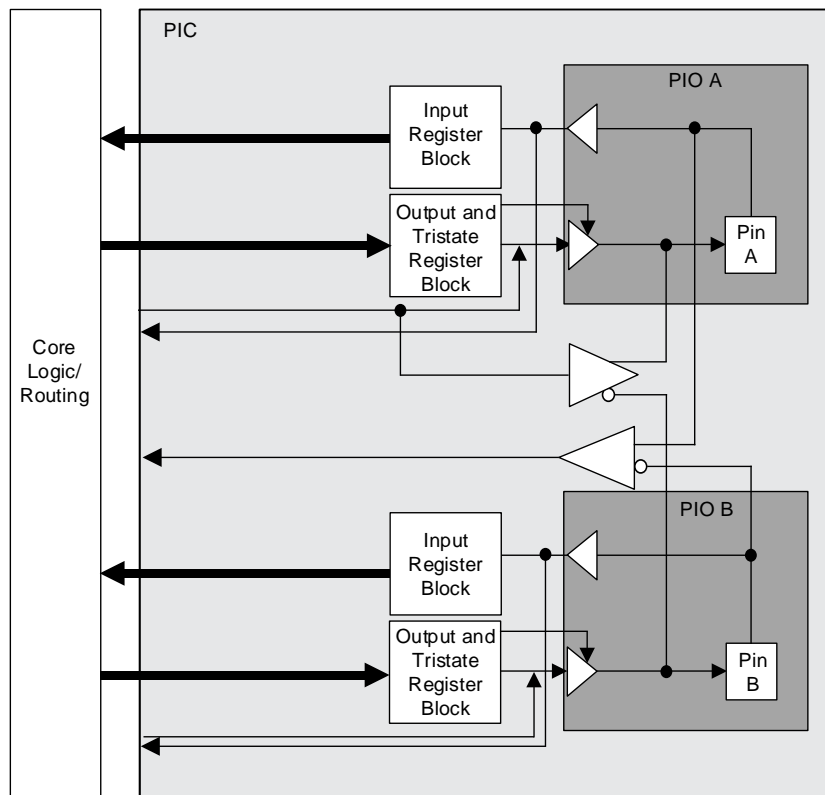 PIC
PIO A
Input
Register
Block
Output and
Tristate
Register
Block
Pin
A
Core
Logic/
Routing
PIO B
Input
Register
Block
Output and
Tristate
Register
Block
Pin
B